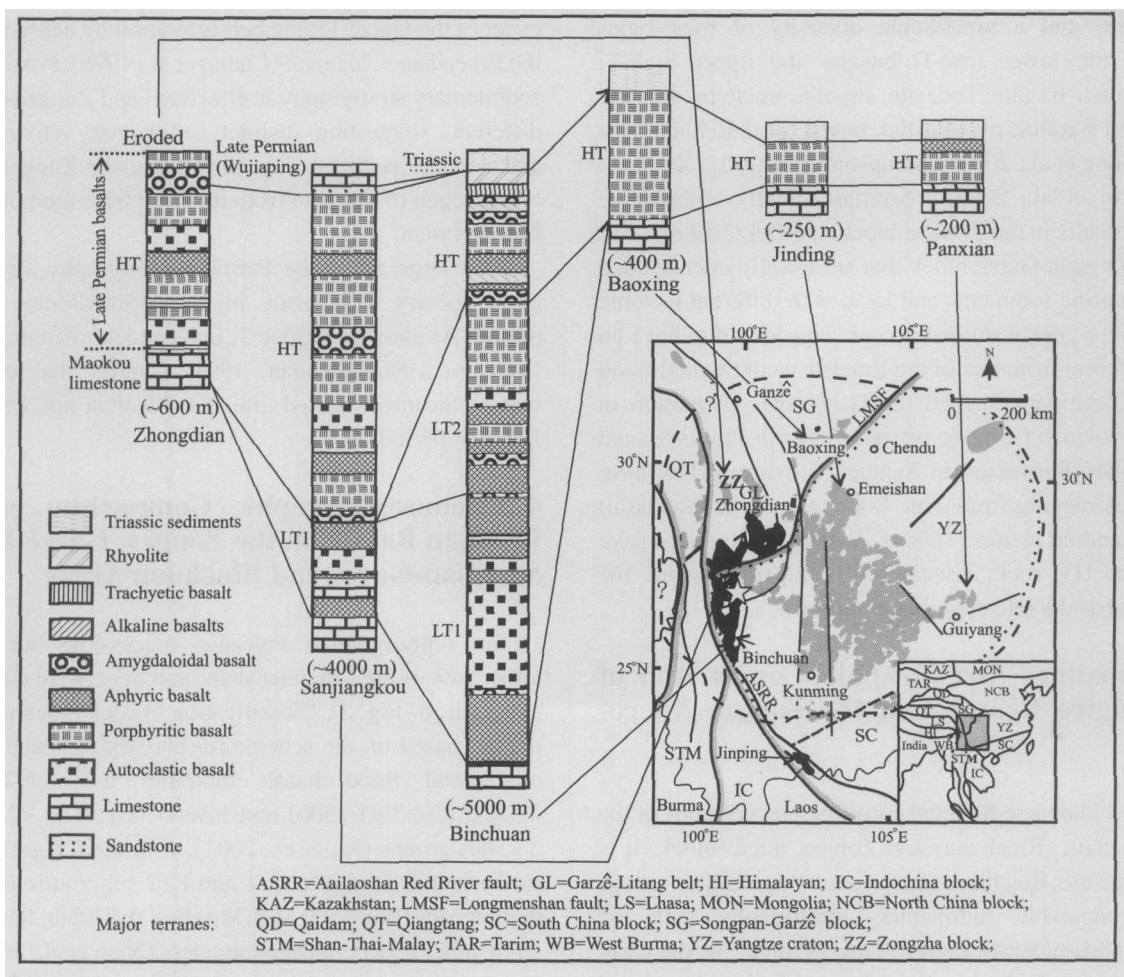 Eroded
Late Permian
(Wujiaping)
Triassic
Late Permian basalts
HT
Maokou
limestone
(~600 m)
Zhongdian
HT
LT1
(~4000 m)
Sanjiangkou
HT
LT2
LT1
(~5000 m)
Binchuan
HT
(~400 m)
Baoxing
HT
(~250 m)
Jinding
HT
(~200 m)
Panxian
Triassic sediments
Rhyolite
Trachyetic basalt
Alkaline basalts
Amygdaloidal basalt
Aphyric basalt
Porphyritic basalt
Autoclastic basalt
Limestone
Sandstone
100°E
105°E
N
200 km
Ganzê
?
SG
LMSF
Baoxing
Chendu
30°N
QT
ZZ
GL
Zhongdian
Emeishan
30°N
YZ
?
Guiyang
25°N
Binchuan
Kunming
ASRR
SC
STM
Jinping
IC
Burma
Laos
100°E
105°E
KAZ
MON
TAR
NCB
QD
QT
SG
LS
YZ
HI
India
WB
SC
STM
IC
ASRR=Aailaoshan Red River fault; GL=Garzê-Litang belt; HI=Himalayan; IC=Indochina block;
KAZ=Kazakhstan; LMSF=Longmenshan fault; LS=Lhasa; MON=Mongolia; NCB=North China block;
Major terranes: QD=Qaidam; QT=Qiangtang; SC=South China block; SG=Songpan-Garzê block;
STM=Shan-Thai-Malay; TAR=Tarim; WB=West Burma; YZ=Yangtze craton; ZZ=Zongzha block;